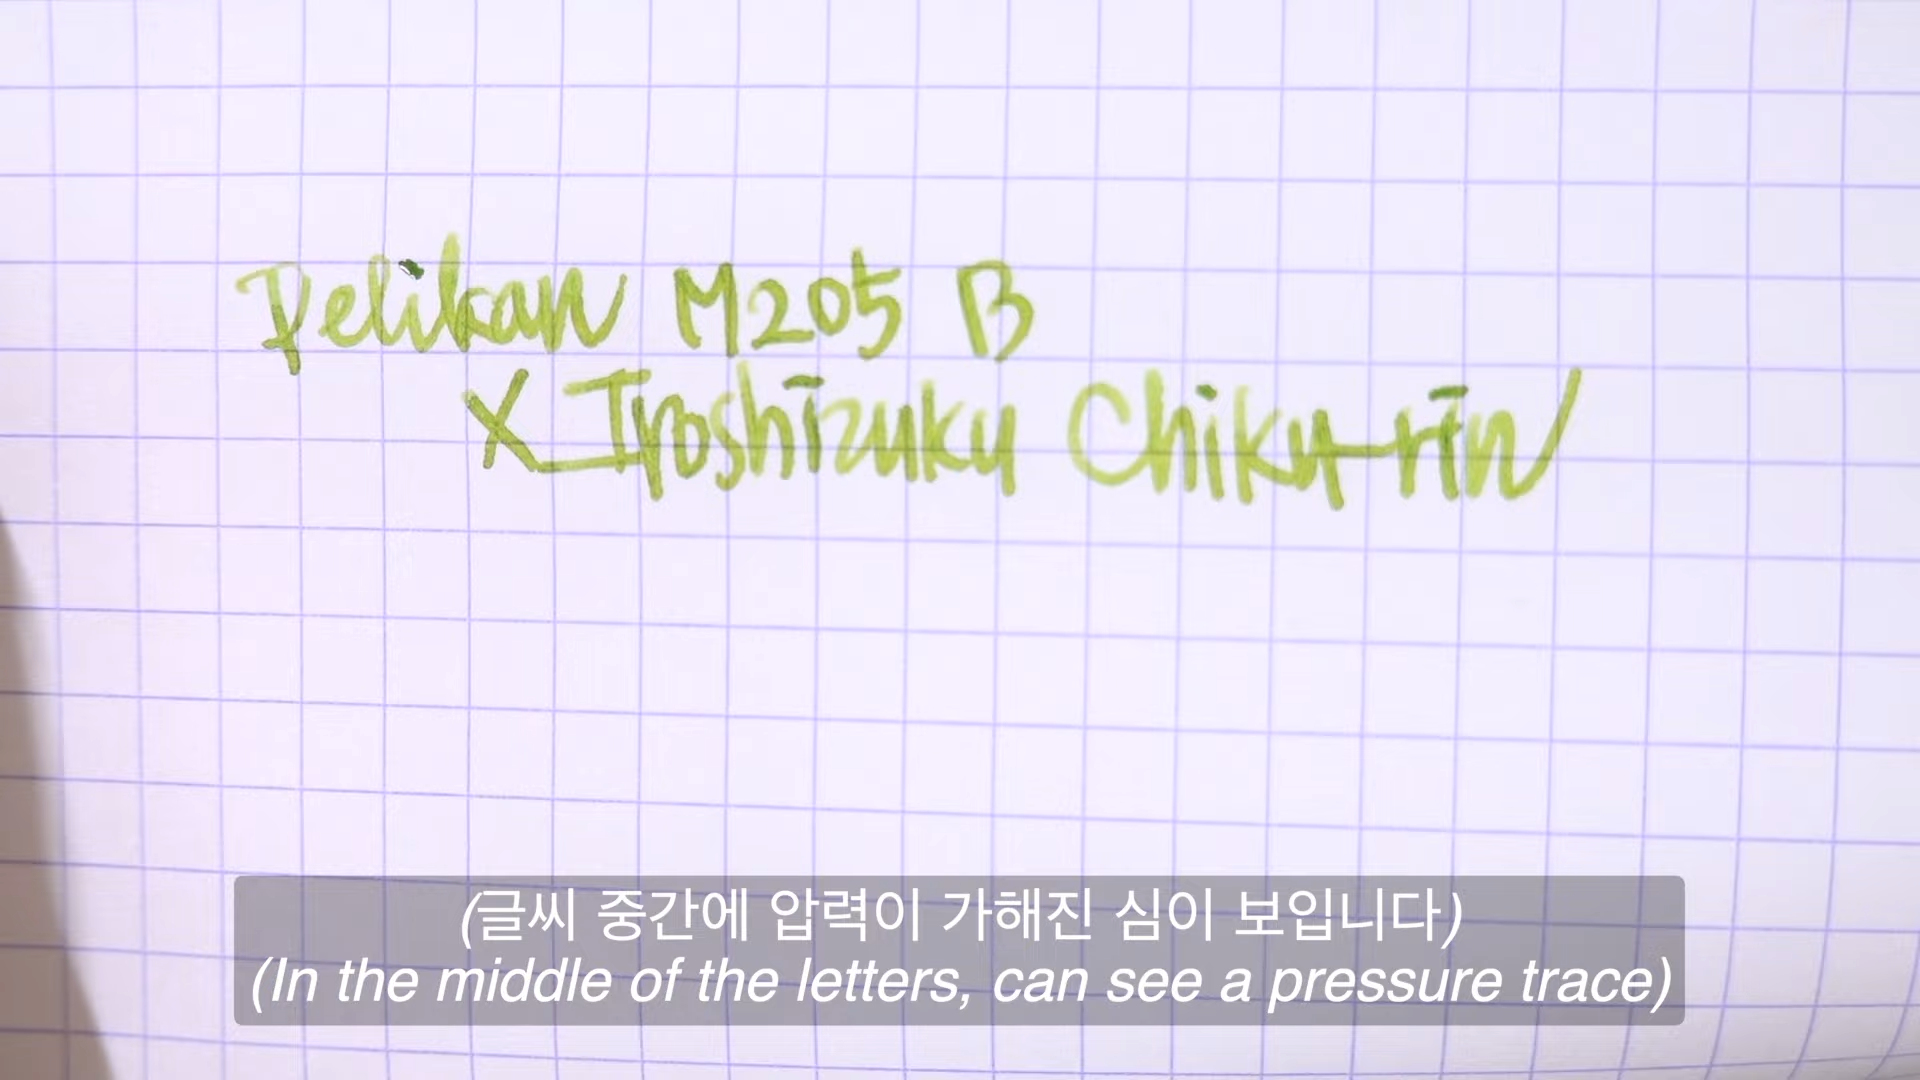 Pelikan M205 B
X Iroshizuku Chiku-rin
(글씨 중간에 압력이 가해진 심이 보입니다)
(In the middle of the letters, can see a pressure trace)